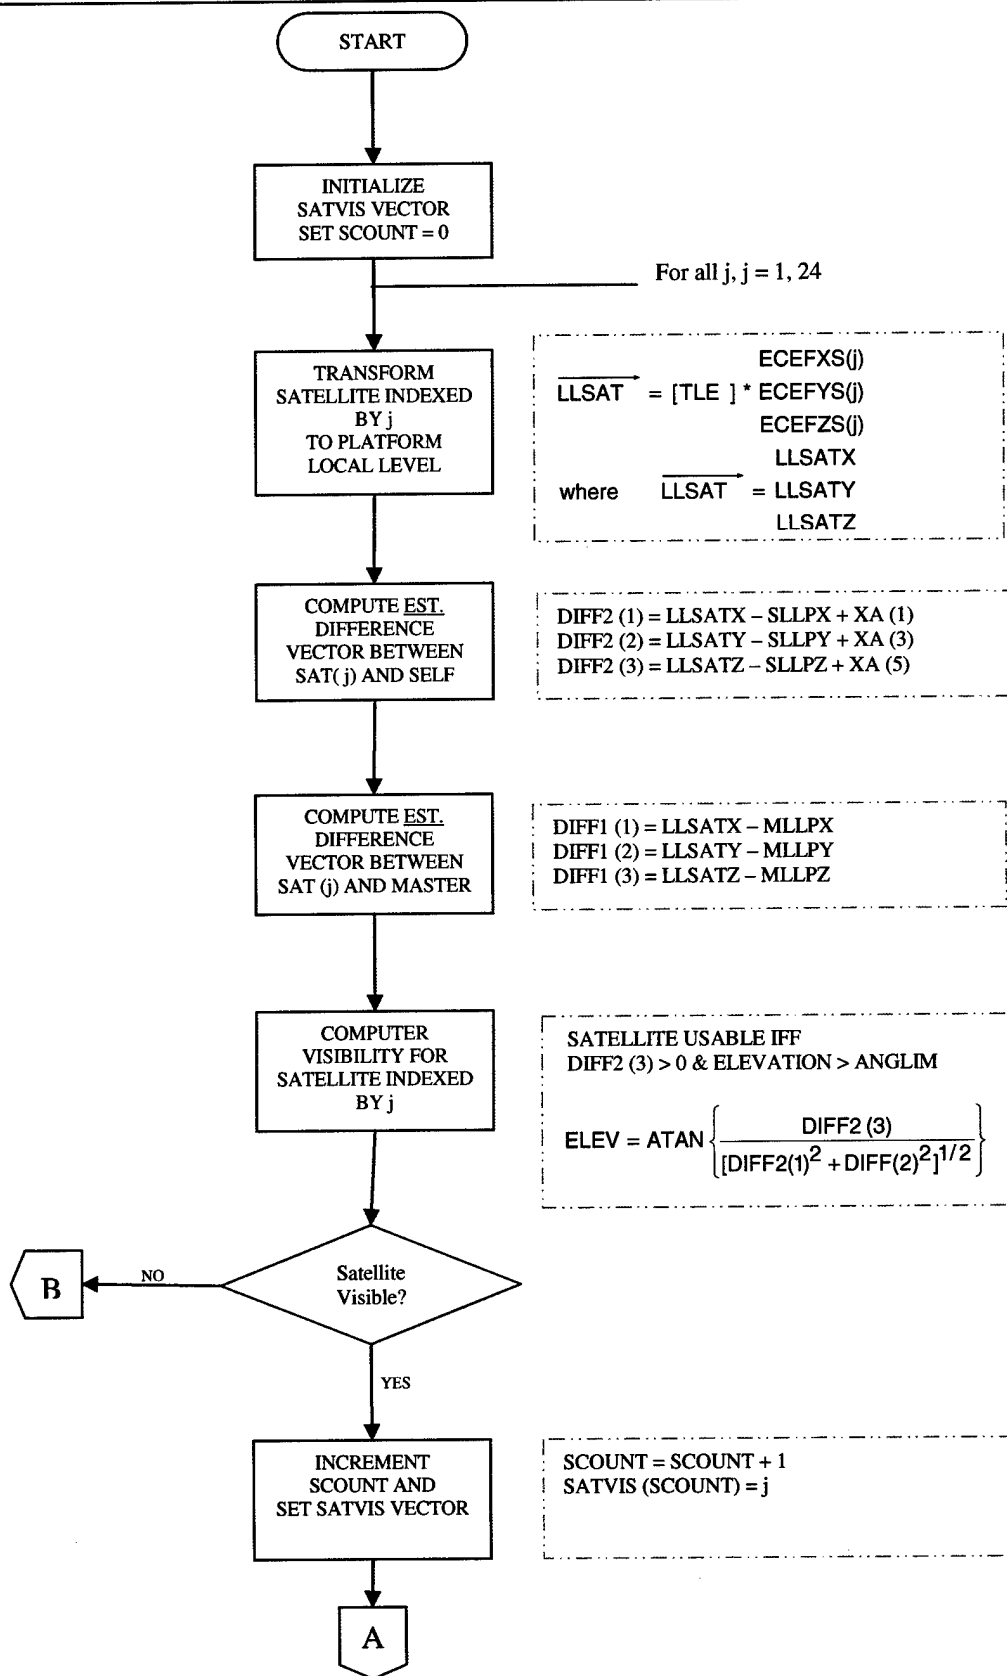 START
INITIALIZE
SATVIS VECTOR
SET SCOUNT = 0
For all j, j = 1, 24
TRANSFORM
SATELLITE INDEXED
BY j
TO PLATFORM
LOCAL LEVEL
ECEFXS(j)
LLSAT = [TLE ] * ECEFYS(j)
ECEFZS(j)
LLSATX
where LLSAT = LLSATY
LLSATZ
COMPUTE EST.
DIFFERENCE
VECTOR BETWEEN
SAT( j) AND SELF
DIFF2 (1) = LLSATX – SLLPX + XA (1)
DIFF2 (2) = LLSATY – SLLPY + XA (3)
DIFF2 (3) = LLSATZ – SLLPZ + XA (5)
COMPUTE EST.
DIFFERENCE
VECTOR BETWEEN
SAT (j) AND MASTER
DIFF1 (1) = LLSATX – MLLPX
DIFF1 (2) = LLSATY – MLLPY
DIFF1 (3) = LLSATZ – MLLPZ
COMPUTER
VISIBILITY FOR
SATELLITE INDEXED
BY j
SATELLITE USABLE IFF
DIFF2 (3) > 0 & ELEVATION > ANGLIM
DIFF2 (3)
ELEV = ATAN
[DIFF2(1)2 + DIFF(2)2]1/2
Satellite
Visible?
NO
B
YES
INCREMENT
SCOUNT AND
SET SATVIS VECTOR
SCOUNT = SCOUNT + 1
SATVIS (SCOUNT) = j
A